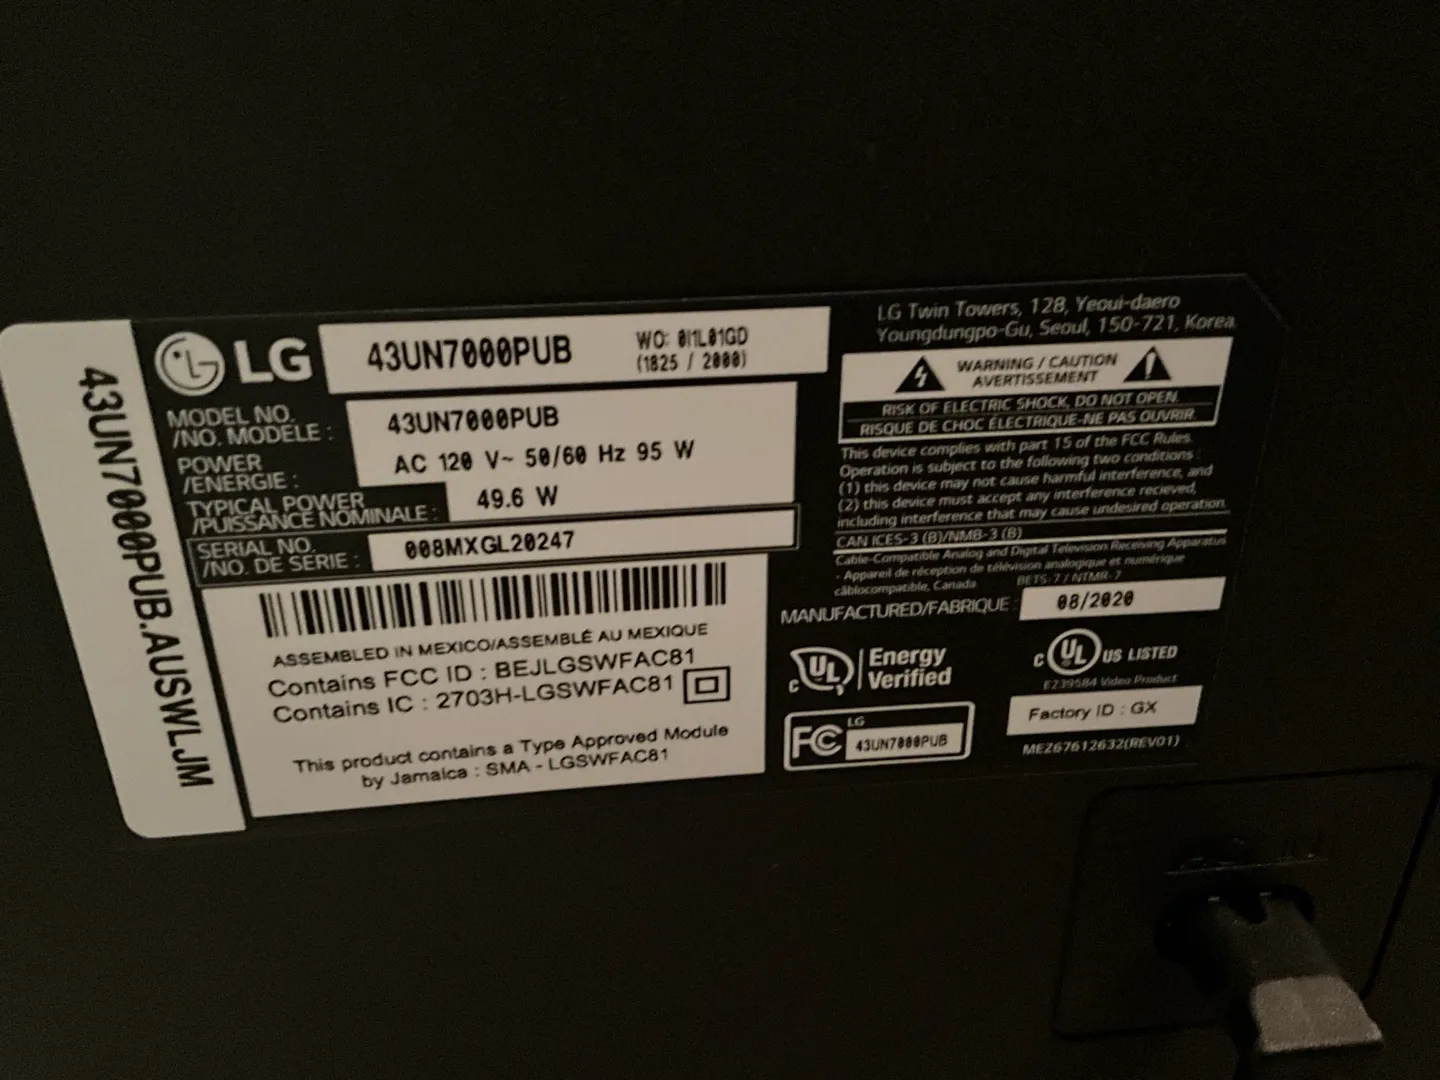 43UN7000PUB.AUSWLJM
LG
43UN7000PUB
WO: 0I1L01GD
(1825 / 2000)
MODEL NO.
/NO. MODÈLE :
43UN7000PUB
POWER
/ÉNERGIE :
AC 120 V~ 50/60 Hz 95 W
TYPICAL POWER
/PUISSANCE NOMINALE :
49.6 W
SERIAL NO.
/NO. DE SÉRIE :
008MXGL20247
ASSEMBLED IN MEXICO/ASSEMBLÉ AU MEXIQUE
Contains FCC ID : BEJLGSWFAC81
Contains IC : 2703H-LGSWFAC81
This product contains a Type Approved Module
by Jamaica : SMA - LGSWFAC81
LG Twin Towers, 128, Yeoui-daero
Youngdungpo-Gu, Seoul, 150-721, Korea
WARNING / CAUTION
AVERTISSEMENT
RISK OF ELECTRIC SHOCK, DO NOT OPEN.
RISQUE DE CHOC ÉLECTRIQUE-NE PAS OUVRIR.
This device complies with part 15 of the FCC Rules.
Operation is subject to the following two conditions :
(1) this device may not cause harmful interference, and
(2) this device must accept any interference recieved,
including interference that may cause undesired operation.
CAN ICES-3 (B)/NMB-3 (B)
Cable-Compatible Analog and Digital Television Receiving Apparatus
- Appareil de réception de télévision analogique et numérique
câblocompatible, Canada
BETS-7 / NTMR-7
MANUFACTURED/FABRIQUÉ :
08/2020
c UL Energy
Verified
c UL US LISTED
E239584 Video Product
FC LG
43UN7000PUB
Factory ID : GX
MEZ67612632(REV01)